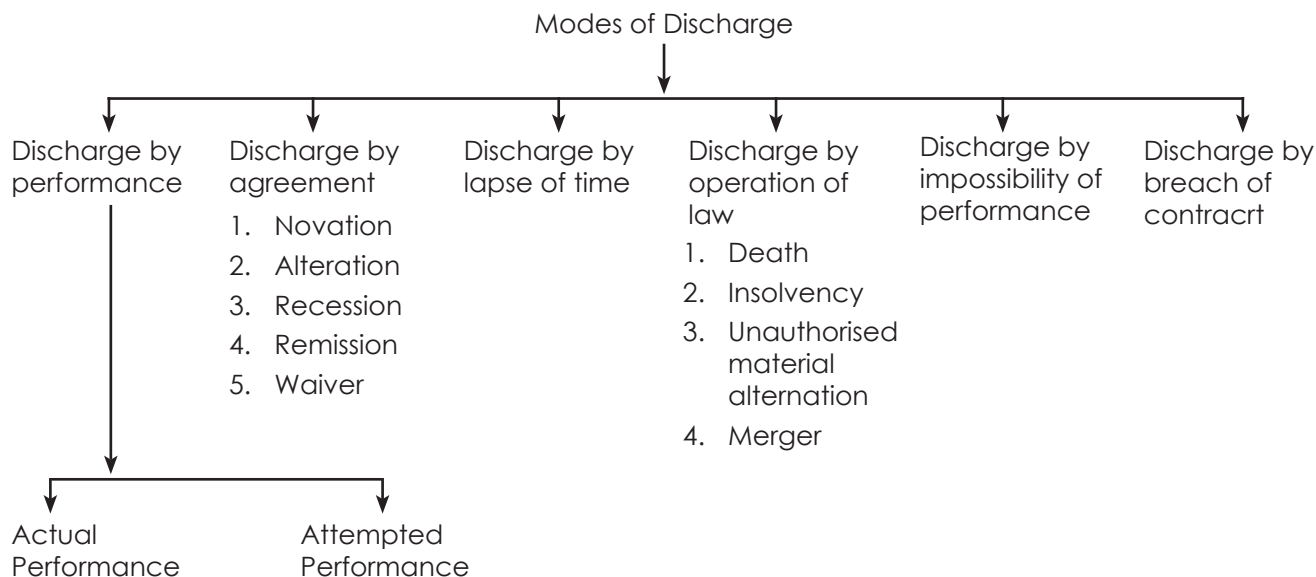 Modes of Discharge
Discharge by
performance
Discharge by
agreement
1. Novation
2. Alteration
3. Recession
4. Remission
5. Waiver
Discharge by
lapse of time
Discharge by
operation of
law
1. Death
2. Insolvency
3. Unauthorised
material
alternation
4. Merger
Discharge by
impossibility of
performance
Discharge by
breach of
contracrt
Actual
Performance
Attempted
Performance